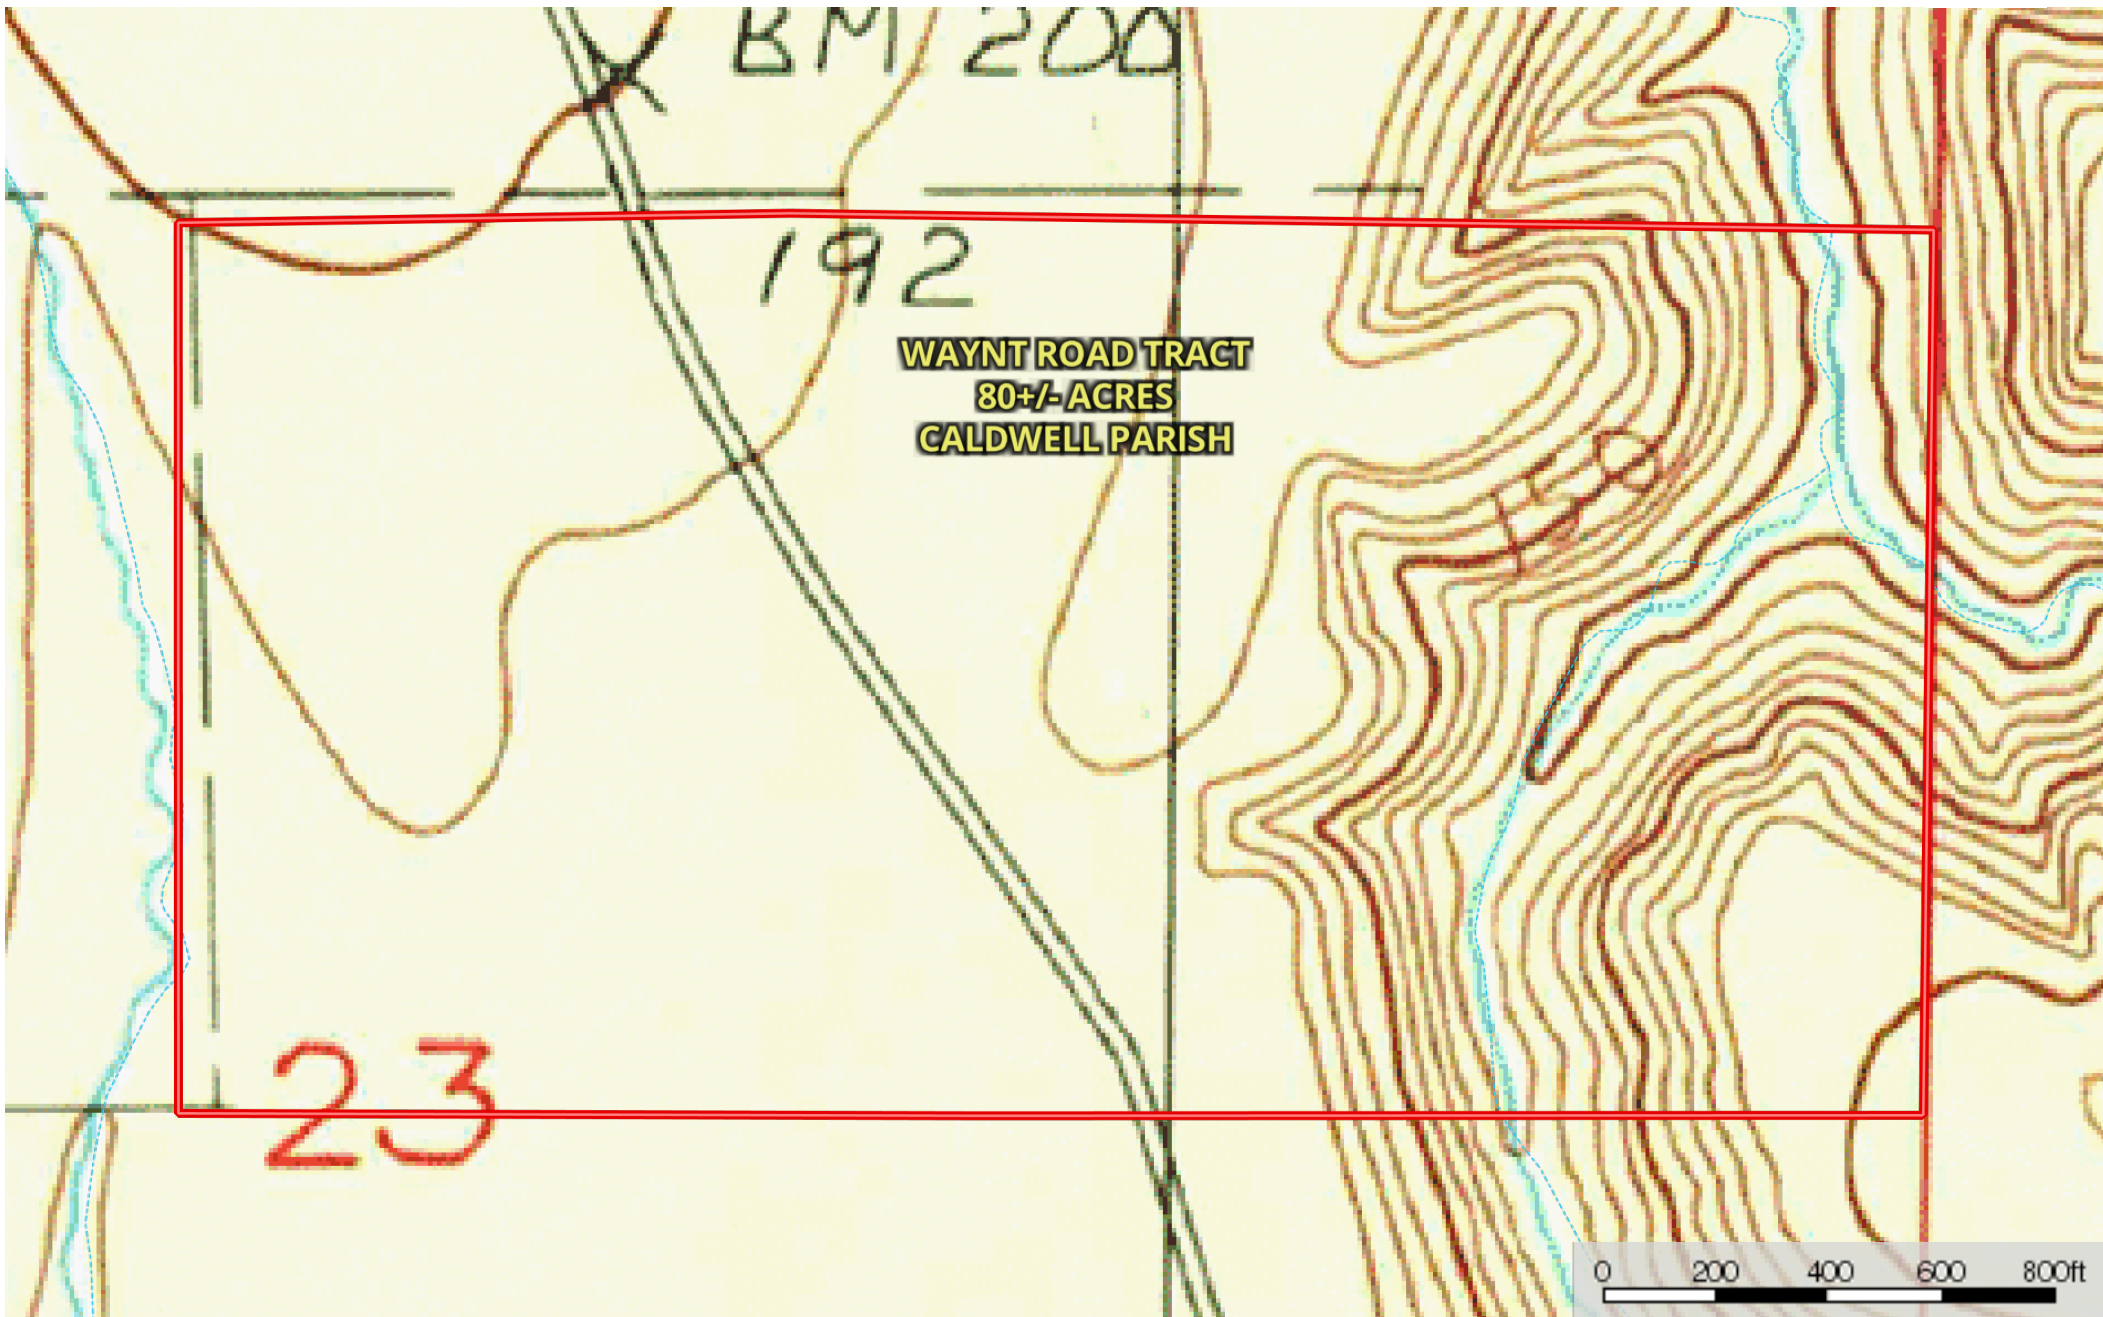 BM 200
192
WAYNT ROAD TRACT
80+/- ACRES
CALDWELL PARISH
23
0 200 400 600 800ft